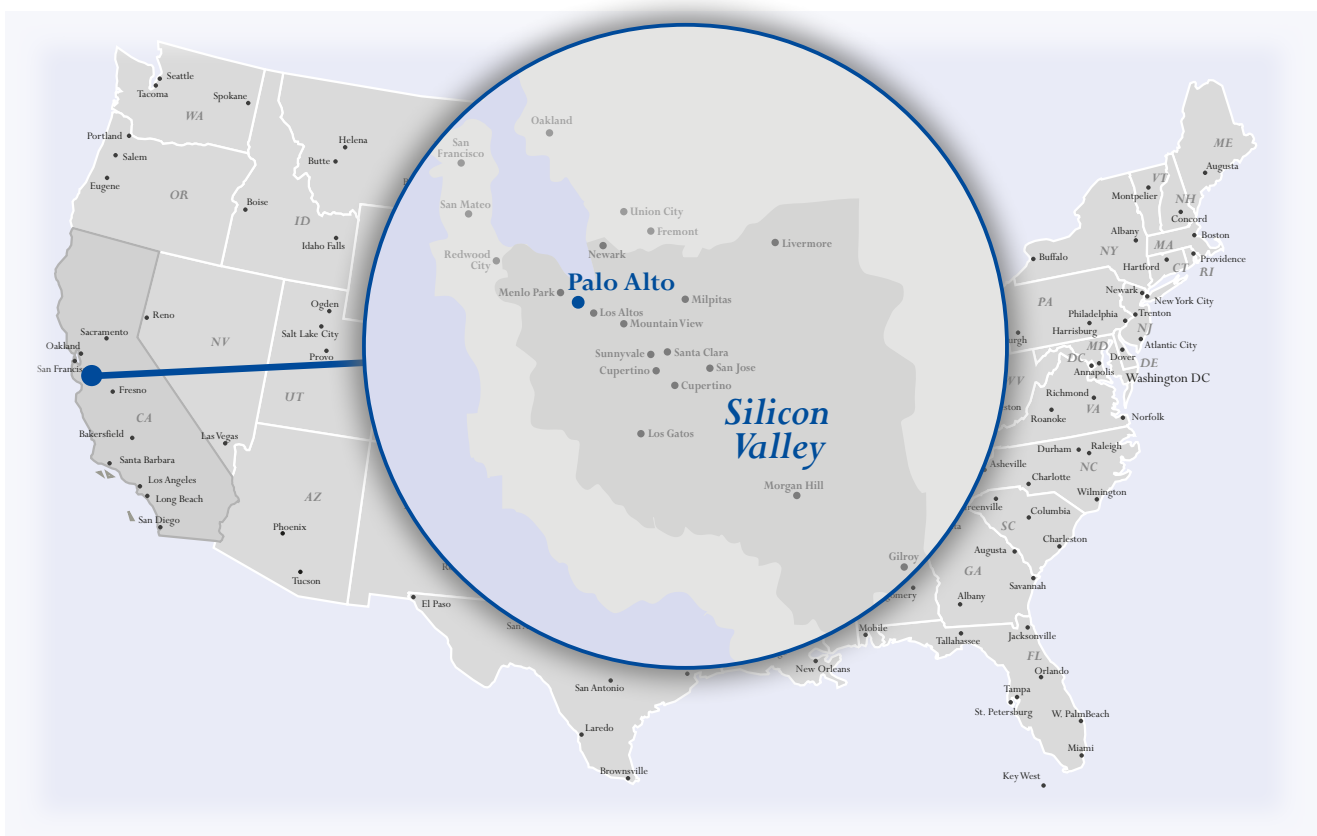 Seattle
Tacoma
Spokane
WA
Portland
Salem
Eugene
OR
Helena
Butte
Boise
ID
Idaho Falls
Ogden
Salt Lake City
Provo
Reno
NV
UT
Sacramento
Oakland
San Francis
Fresno
CA
Bakersfield
Las Vegas
Santa Barbara
Los Angeles
Long Beach
San Diego
AZ
Phoenix
Tucson
El Paso
San Antonio
Laredo
Brownsville
Oakland
San
Francisco
San Mateo
Union City
Fremont
Redwood
City
Newark
Livermore
Palo Alto
Menlo Park
Milpitas
Los Altos
Mountain View
Sunnyvale
Santa Clara
Cupertino
San Jose
Cupertino
Silicon
Valley
Los Gatos
Morgan Hill
Gilroy
ME
Augusta
VT
Montpelier
NH
Concord
Albany
NY
MA
Boston
Buffalo
Hartford
CT
Providence
RI
PA
Newark
New York City
Philadelphia
Trenton
Harrisburg
NJ
urgh
MD
Atlantic City
DC
Dover
DE
Annapolis
Washington DC
WV
Richmond
VA
ston
Roanoke
Norfolk
Durham
Raleigh
Asheville
NC
Charlotte
Wilmington
reenville
Columbia
SC
Charleston
Augusta
GA
Savannah
Albany
omery
Mobile
Tallahassee
Jacksonville
New Orleans
FL
Orlando
Tampa
St. Petersburg
W. PalmBeach
Miami
Key West